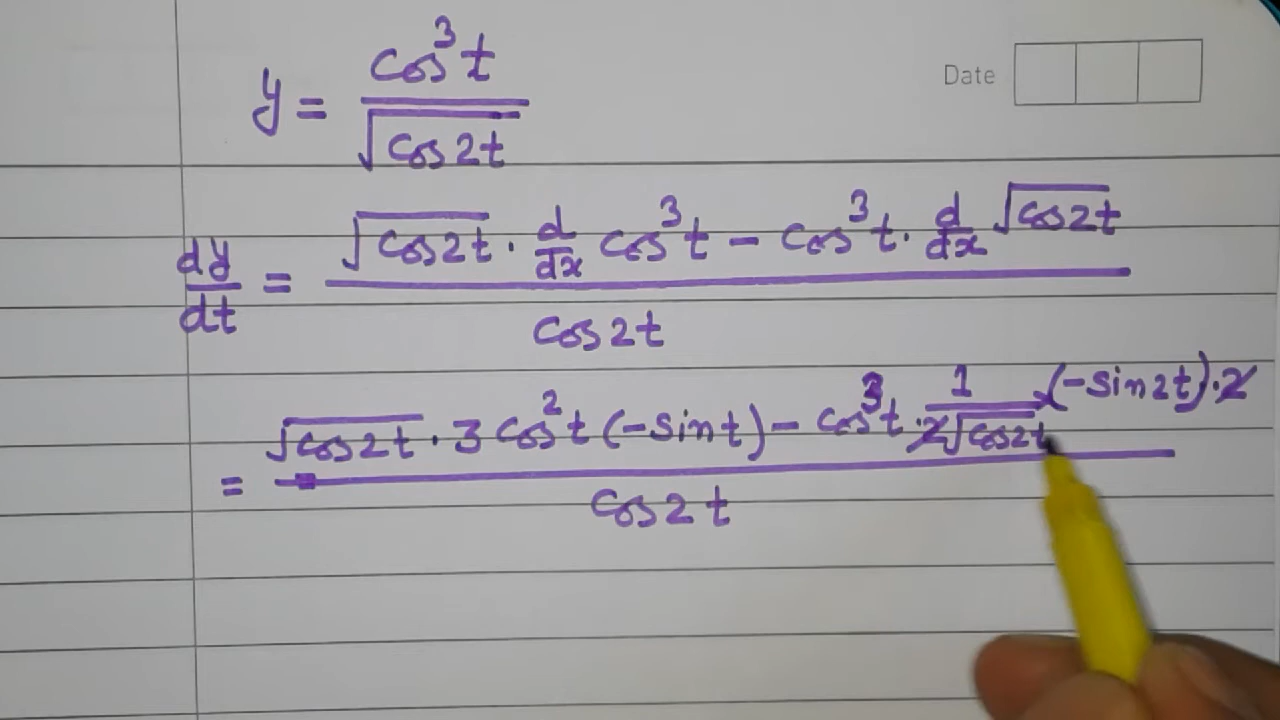 Date
y = cos³t / √cos2t
dy/dt = (√cos2t · d/dx cos³t - cos³t · d/dx √cos2t) / cos2t
= (√cos2t · 3cos²t (-sint) - cos³t · 1/(2√cos2t) × (-sin2t)·2) / cos2t